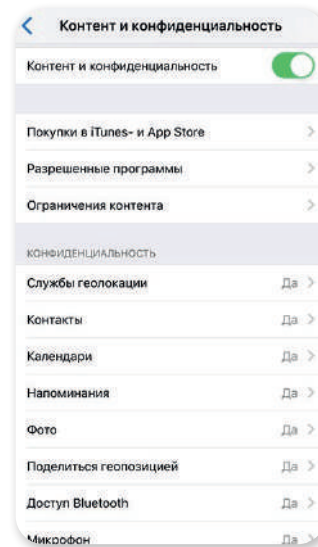 Контент и конфиденциальность
Контент и конфиденциальность
Покупки в iTunes- и App Store
Разрешенные программы
Ограничения контента
КОНФИДЕНЦИАЛЬНОСТЬ
Службы геолокации Да
Контакты Да
Календари Да
Напоминания Да
Фото Да
Поделиться геопозицией Да
Доступ Bluetooth Да
Микрофон Да